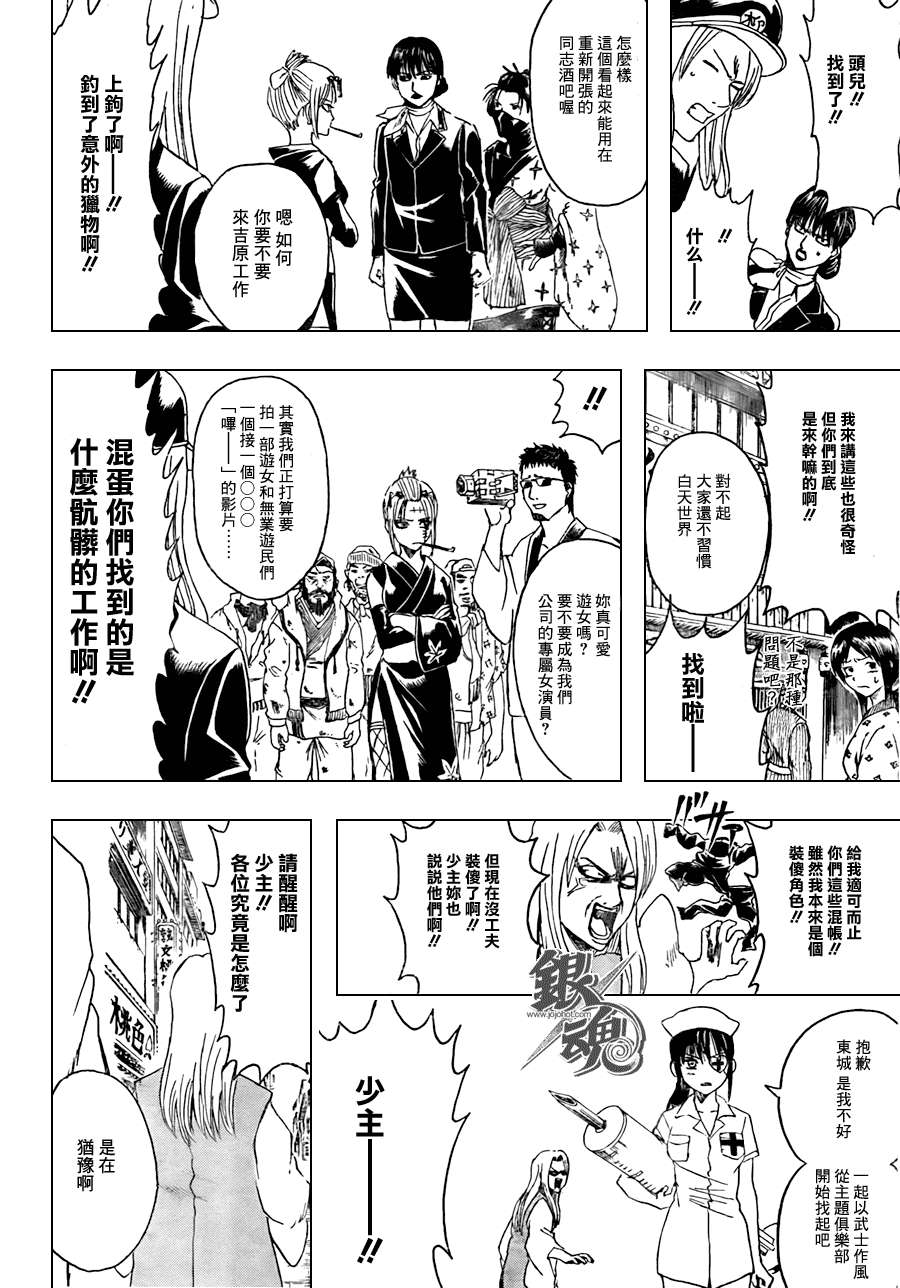 柳
頭兒!!
找到了!!
什么——!!
怎麼樣
這個看起來能用在
重新開張的
同志酒吧喔
嗯 如何
你要不要
來吉原工作
上鉤了啊——!!
釣到了意外的獵物啊!!
我來講這些也很奇怪
但你們到底
是來幹嘛的啊!!
對不起
大家還不習慣
白天世界
不是那種
問題吧?
找到啦——
!!
妳真可愛
遊女嗎?
要不要成為我們
公司的專屬女演員?
其實我們正打算要
拍一部遊女和無業遊民們
一個接一個○○○
「嗶——」的影片……
混蛋你們找到的是
什麼骯髒的工作啊!!
給我適可而止
你們這些混帳!!
雖然我本來是個
裝傻角色!!
但現在沒工夫
裝傻了啊!!
少主妳也
説説他們啊!!
銀魂
www.jojohot.com
抱歉
東城 是我不好
一起以武士作風
從主題俱樂部
開始找起吧
少主——!!
請醒醒啊
少主!!
各位究竟是怎麼了
桃色
是在
猶豫啊